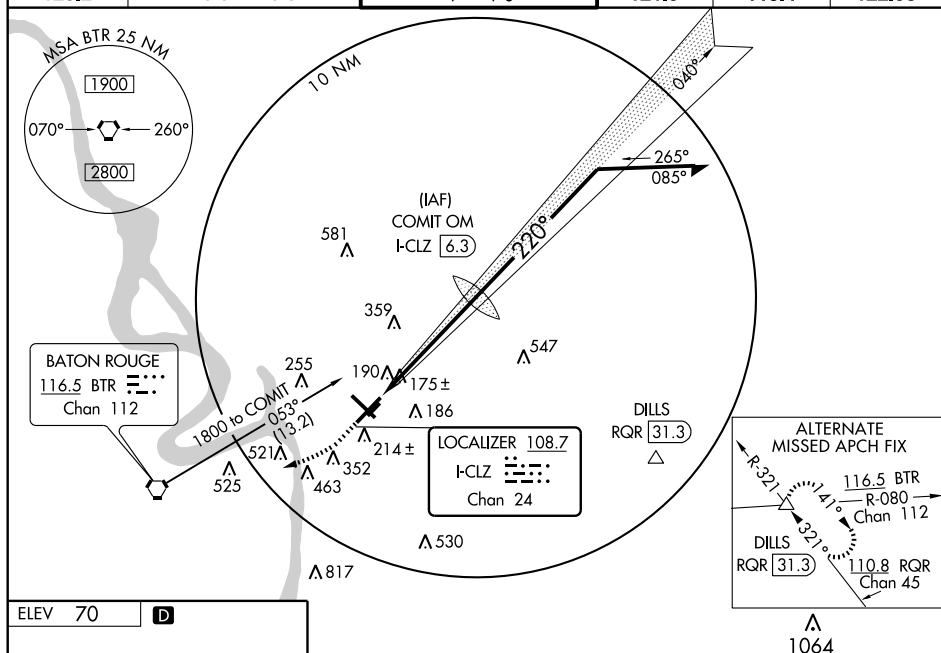 MSA BTR 25 NM
1900
070°
260°
2800
10 NM
040°
265°
085°
(IAF)
COMIT OM
I-CLZ 6.3
220°
581
359
547
BATON ROUGE
116.5 BTR
Chan 112
255
190
175 ±
186
1800 to COMIT
053°
(13.2)
521
525
463
352
214 ±
LOCALIZER 108.7
I-CLZ
Chan 24
DILLS
RQR 31.3
530
817
ALTERNATE
MISSED APCH FIX
R-321
141°
116.5 BTR
R-080
Chan 112
321°
DILLS
RQR 31.3
110.8 RQR
Chan 45
1064
ELEV 70 D